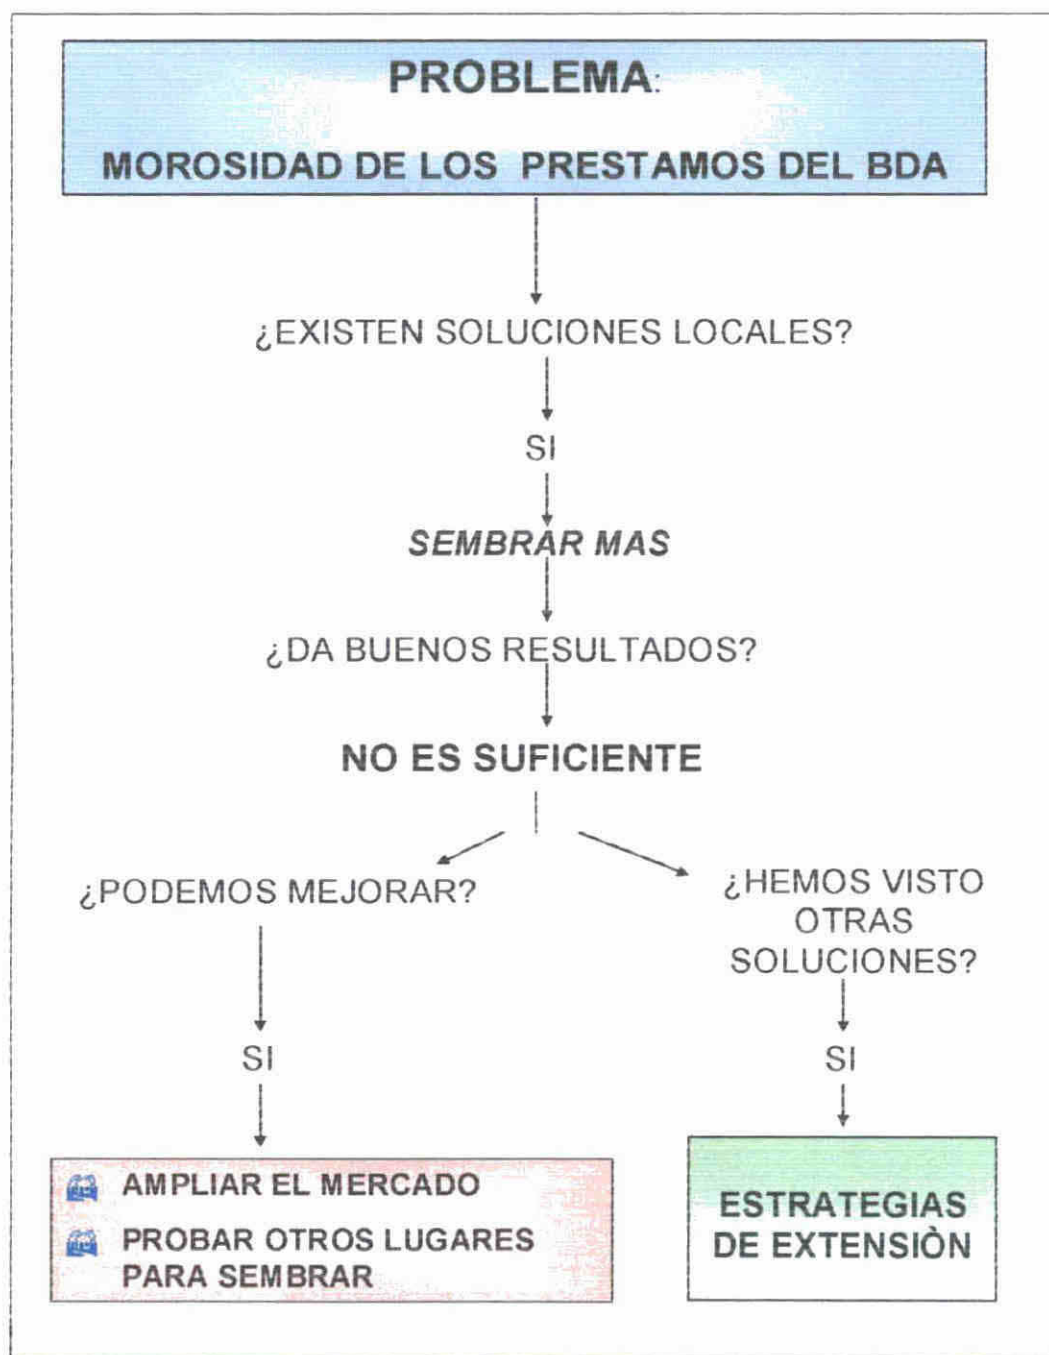 PROBLEMA:
MOROSIDAD DE LOS PRESTAMOS DEL BDA
¿EXISTEN SOLUCIONES LOCALES?
SI
SEMBRAR MAS
¿DA BUENOS RESULTADOS?
NO ES SUFICIENTE
¿PODEMOS MEJORAR?
¿HEMOS VISTO
OTRAS
SOLUCIONES?
SI
SI
AMPLIAR EL MERCADO
PROBAR OTROS LUGARES
PARA SEMBRAR
ESTRATEGIAS
DE EXTENSIÒN